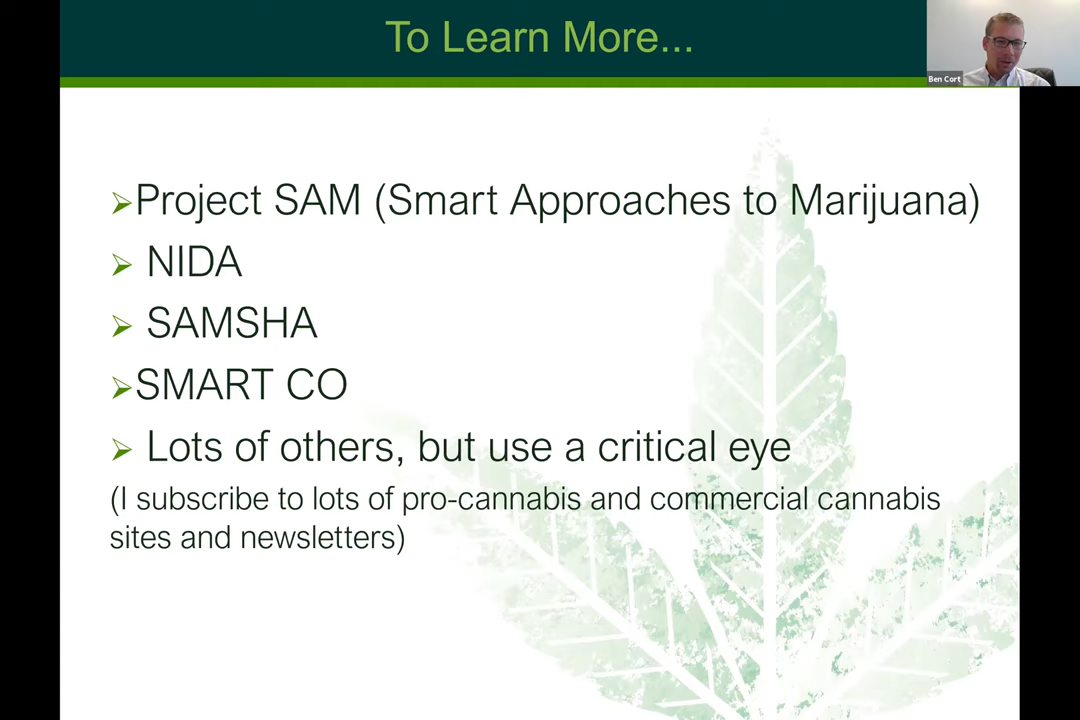 To Learn More...
Ben Cort
➢Project SAM (Smart Approaches to Marijuana)
➢ NIDA
➢ SAMSHA
➢SMART CO
➢ Lots of others, but use a critical eye
(I subscribe to lots of pro-cannabis and commercial cannabis
sites and newsletters)